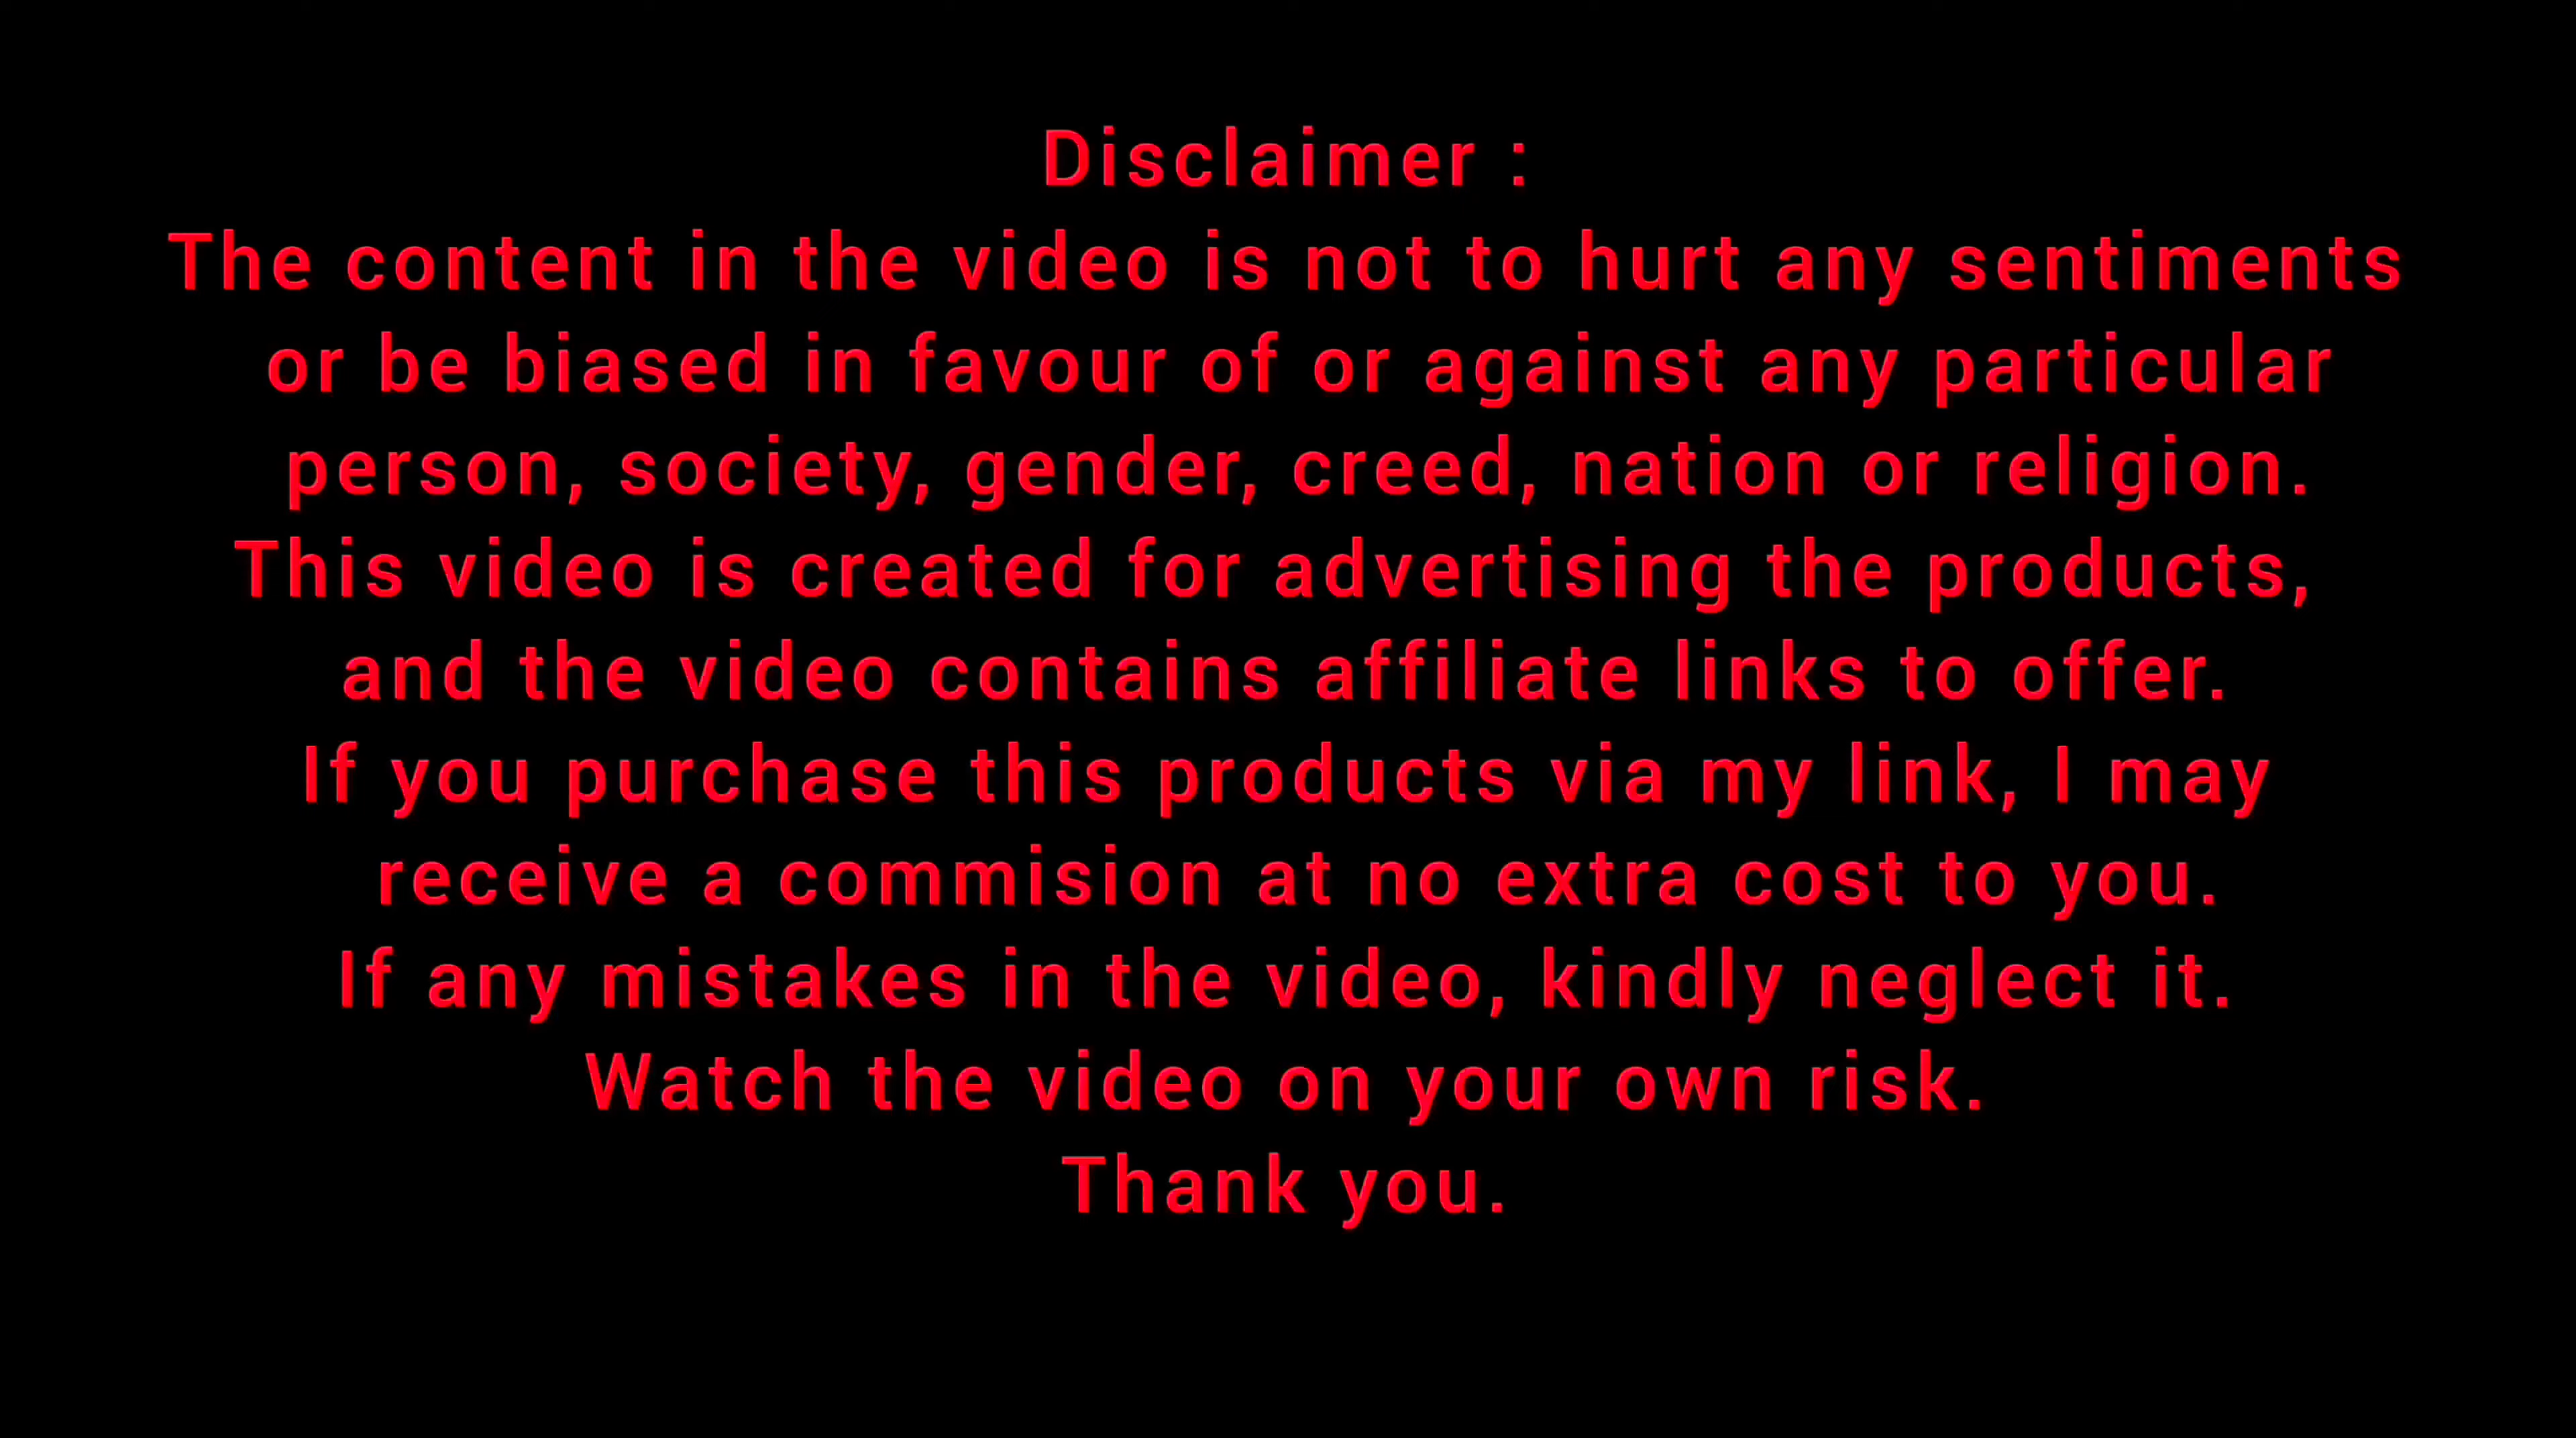 Disclaimer :
The content in the video is not to hurt any sentiments
or be biased in favour of or against any particular
person, society, gender, creed, nation or religion.
This video is created for advertising the products,
and the video contains affiliate links to offer.
If you purchase this products via my link, I may
receive a commision at no extra cost to you.
If any mistakes in the video, kindly neglect it.
Watch the video on your own risk.
Thank you.